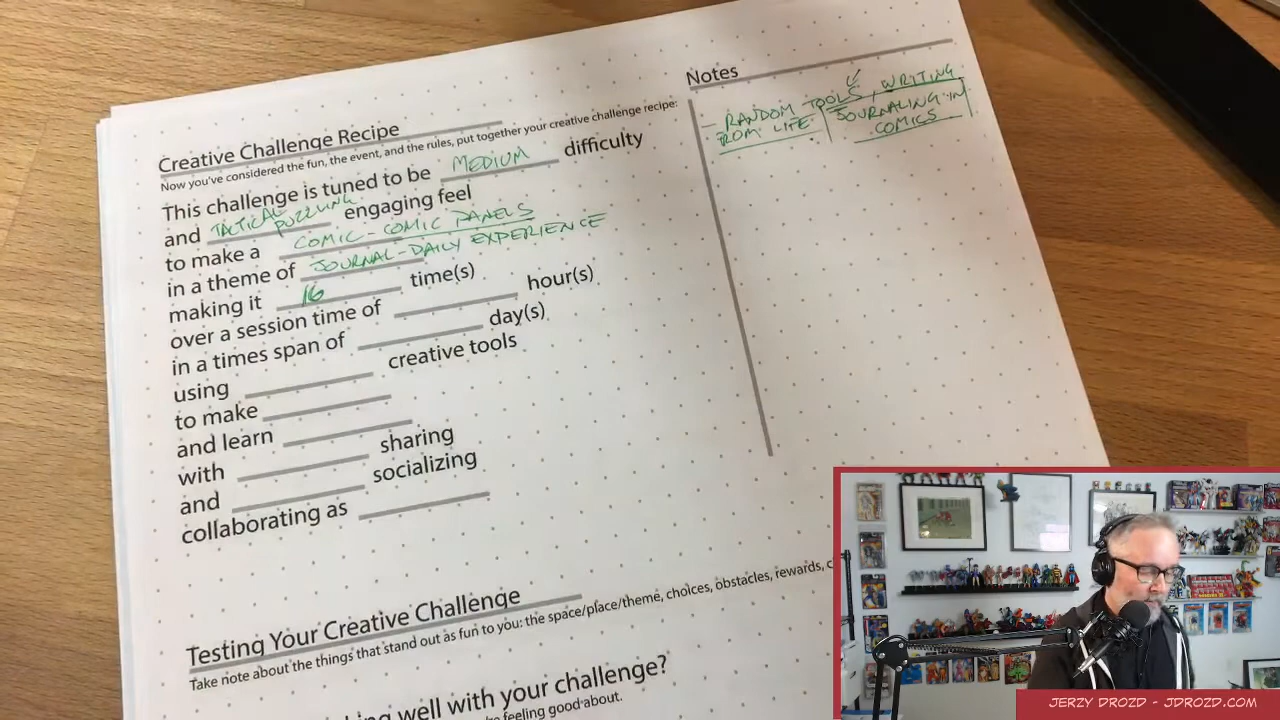 Creative Challenge Recipe
Now you've considered the fun, the event, and the rules, put together your creative challenge recipe:
This challenge is tuned to be MEDIUM difficulty
and TACTICAL PUZZLING engaging feel
to make a COMIC - COMIC PANELS
in a theme of JOURNAL - DAILY EXPERIENCE
making it 16 time(s)
over a session time of hour(s)
in a times span of day(s)
using creative tools
to make
and learn
with sharing
and socializing
collaborating as
Notes
- RANDOM TOOLS, WRITING
FROM LIFE JOURNALING IN
COMICS
Testing Your Creative Challenge
Take note about the things that stand out as fun to you: the space/place/theme, choices, obstacles, rewards,
well with your challenge?
feeling good about.
JERZY DROZD - JDROZD.COM